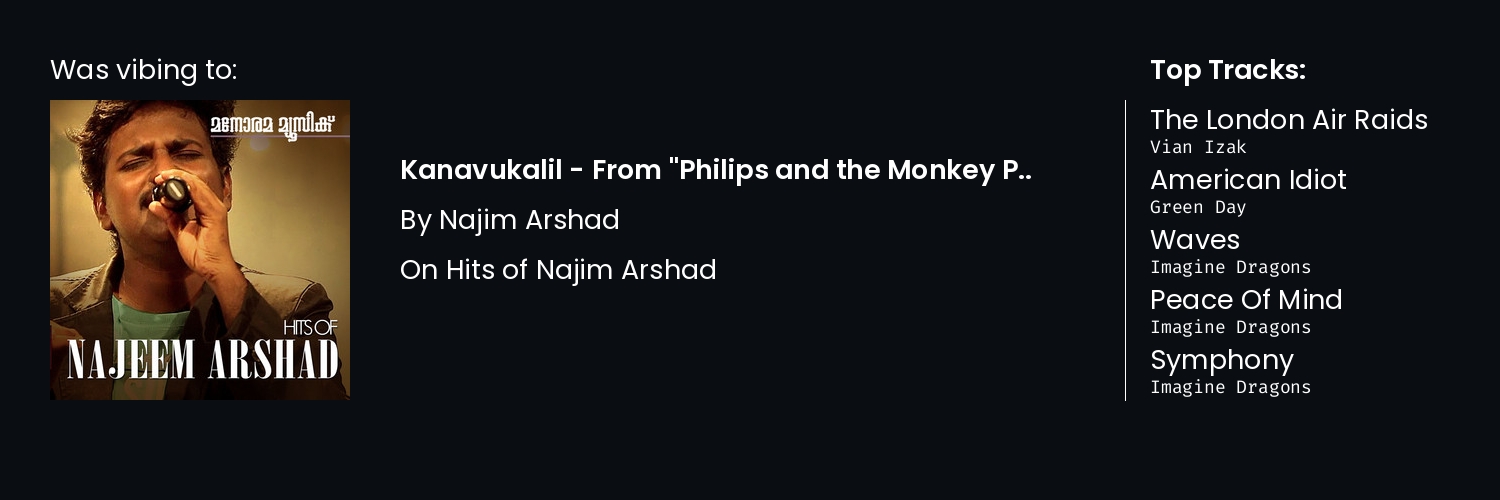 Was vibing to:
മനോരമ മ്യൂസിക്ക്
HITS OF
NAJEEM ARSHAD
Kanavukalil - From "Philips and the Monkey P..
By Najim Arshad
On Hits of Najim Arshad
Top Tracks:
The London Air Raids
Vian Izak
American Idiot
Green Day
Waves
Imagine Dragons
Peace Of Mind
Imagine Dragons
Symphony
Imagine Dragons